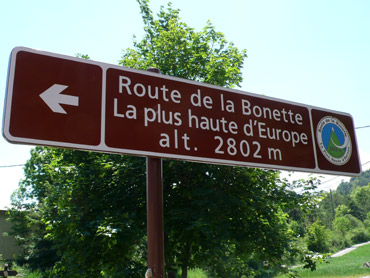 Route de la Bonette
La plus haute d'Europe
alt. 2802 m